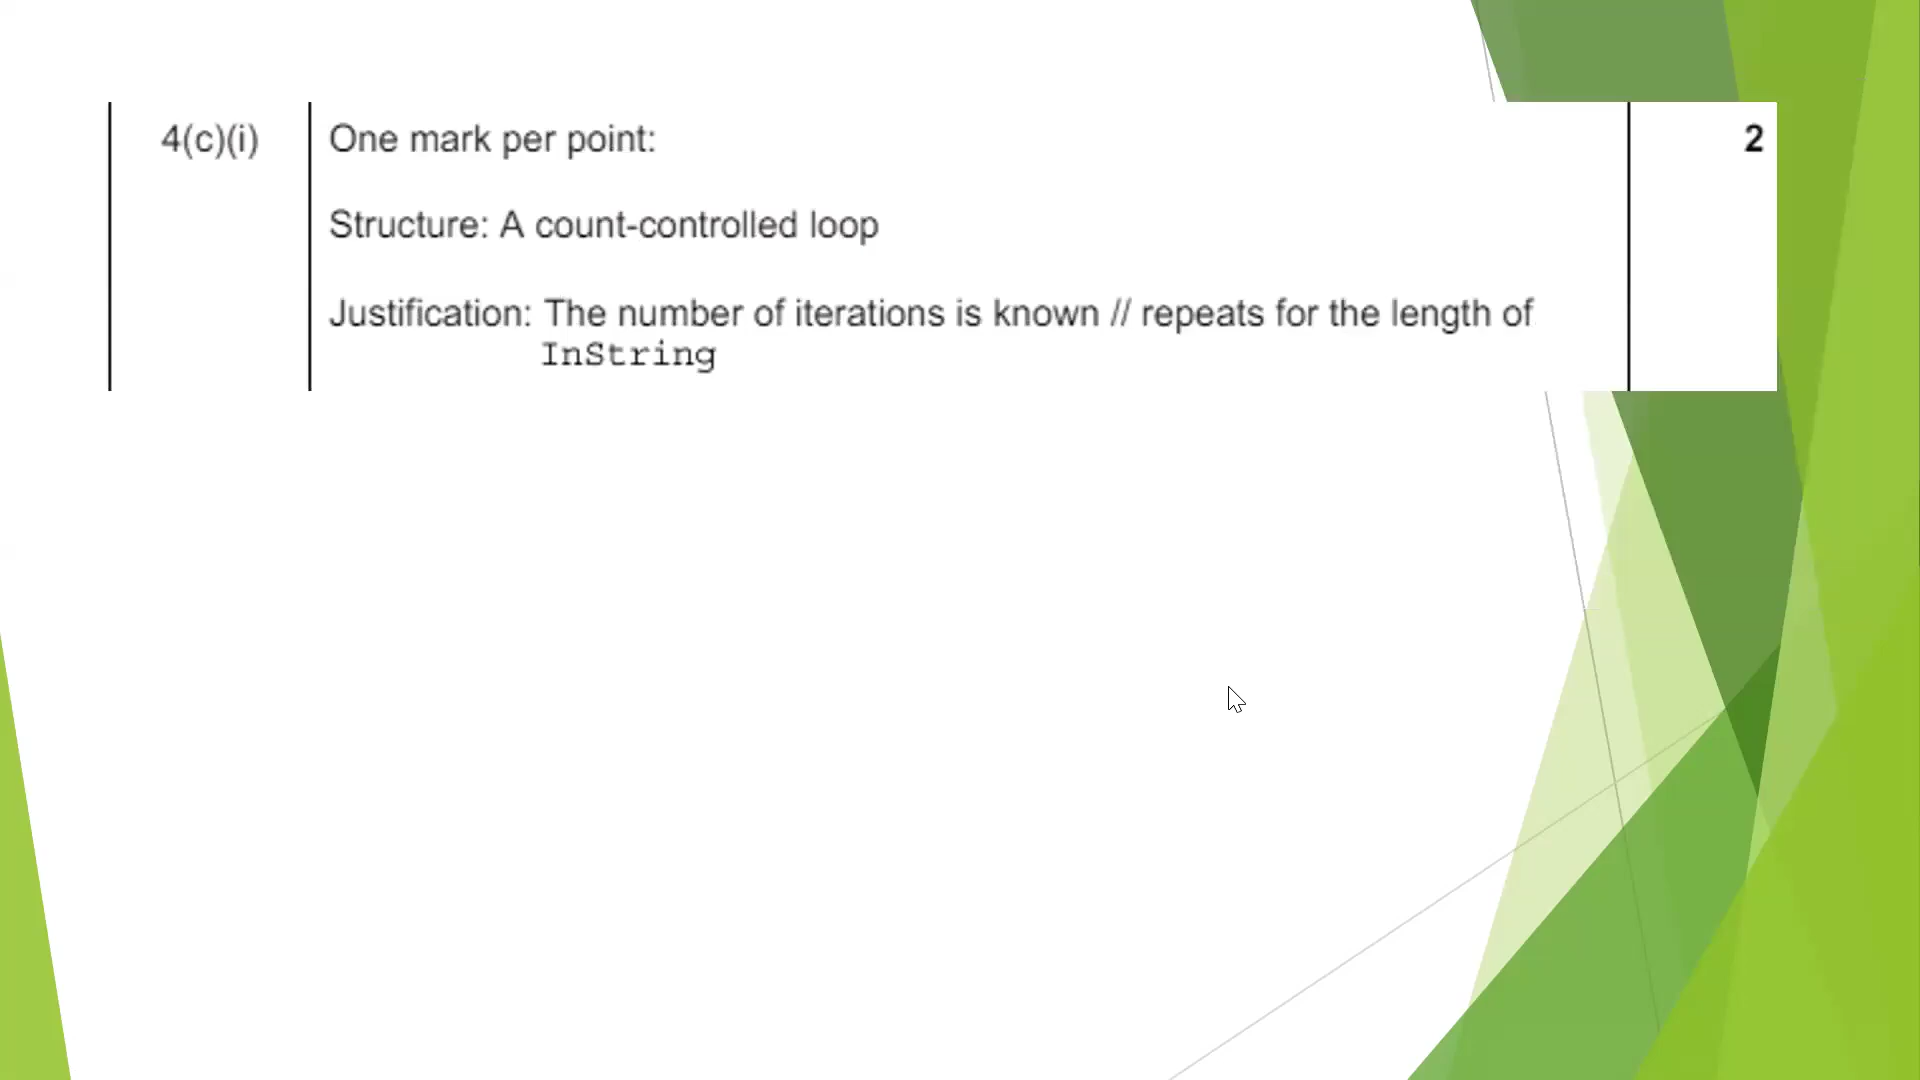 4(c)(i) One mark per point: 2
Structure: A count-controlled loop
Justification: The number of iterations is known // repeats for the length of
InString